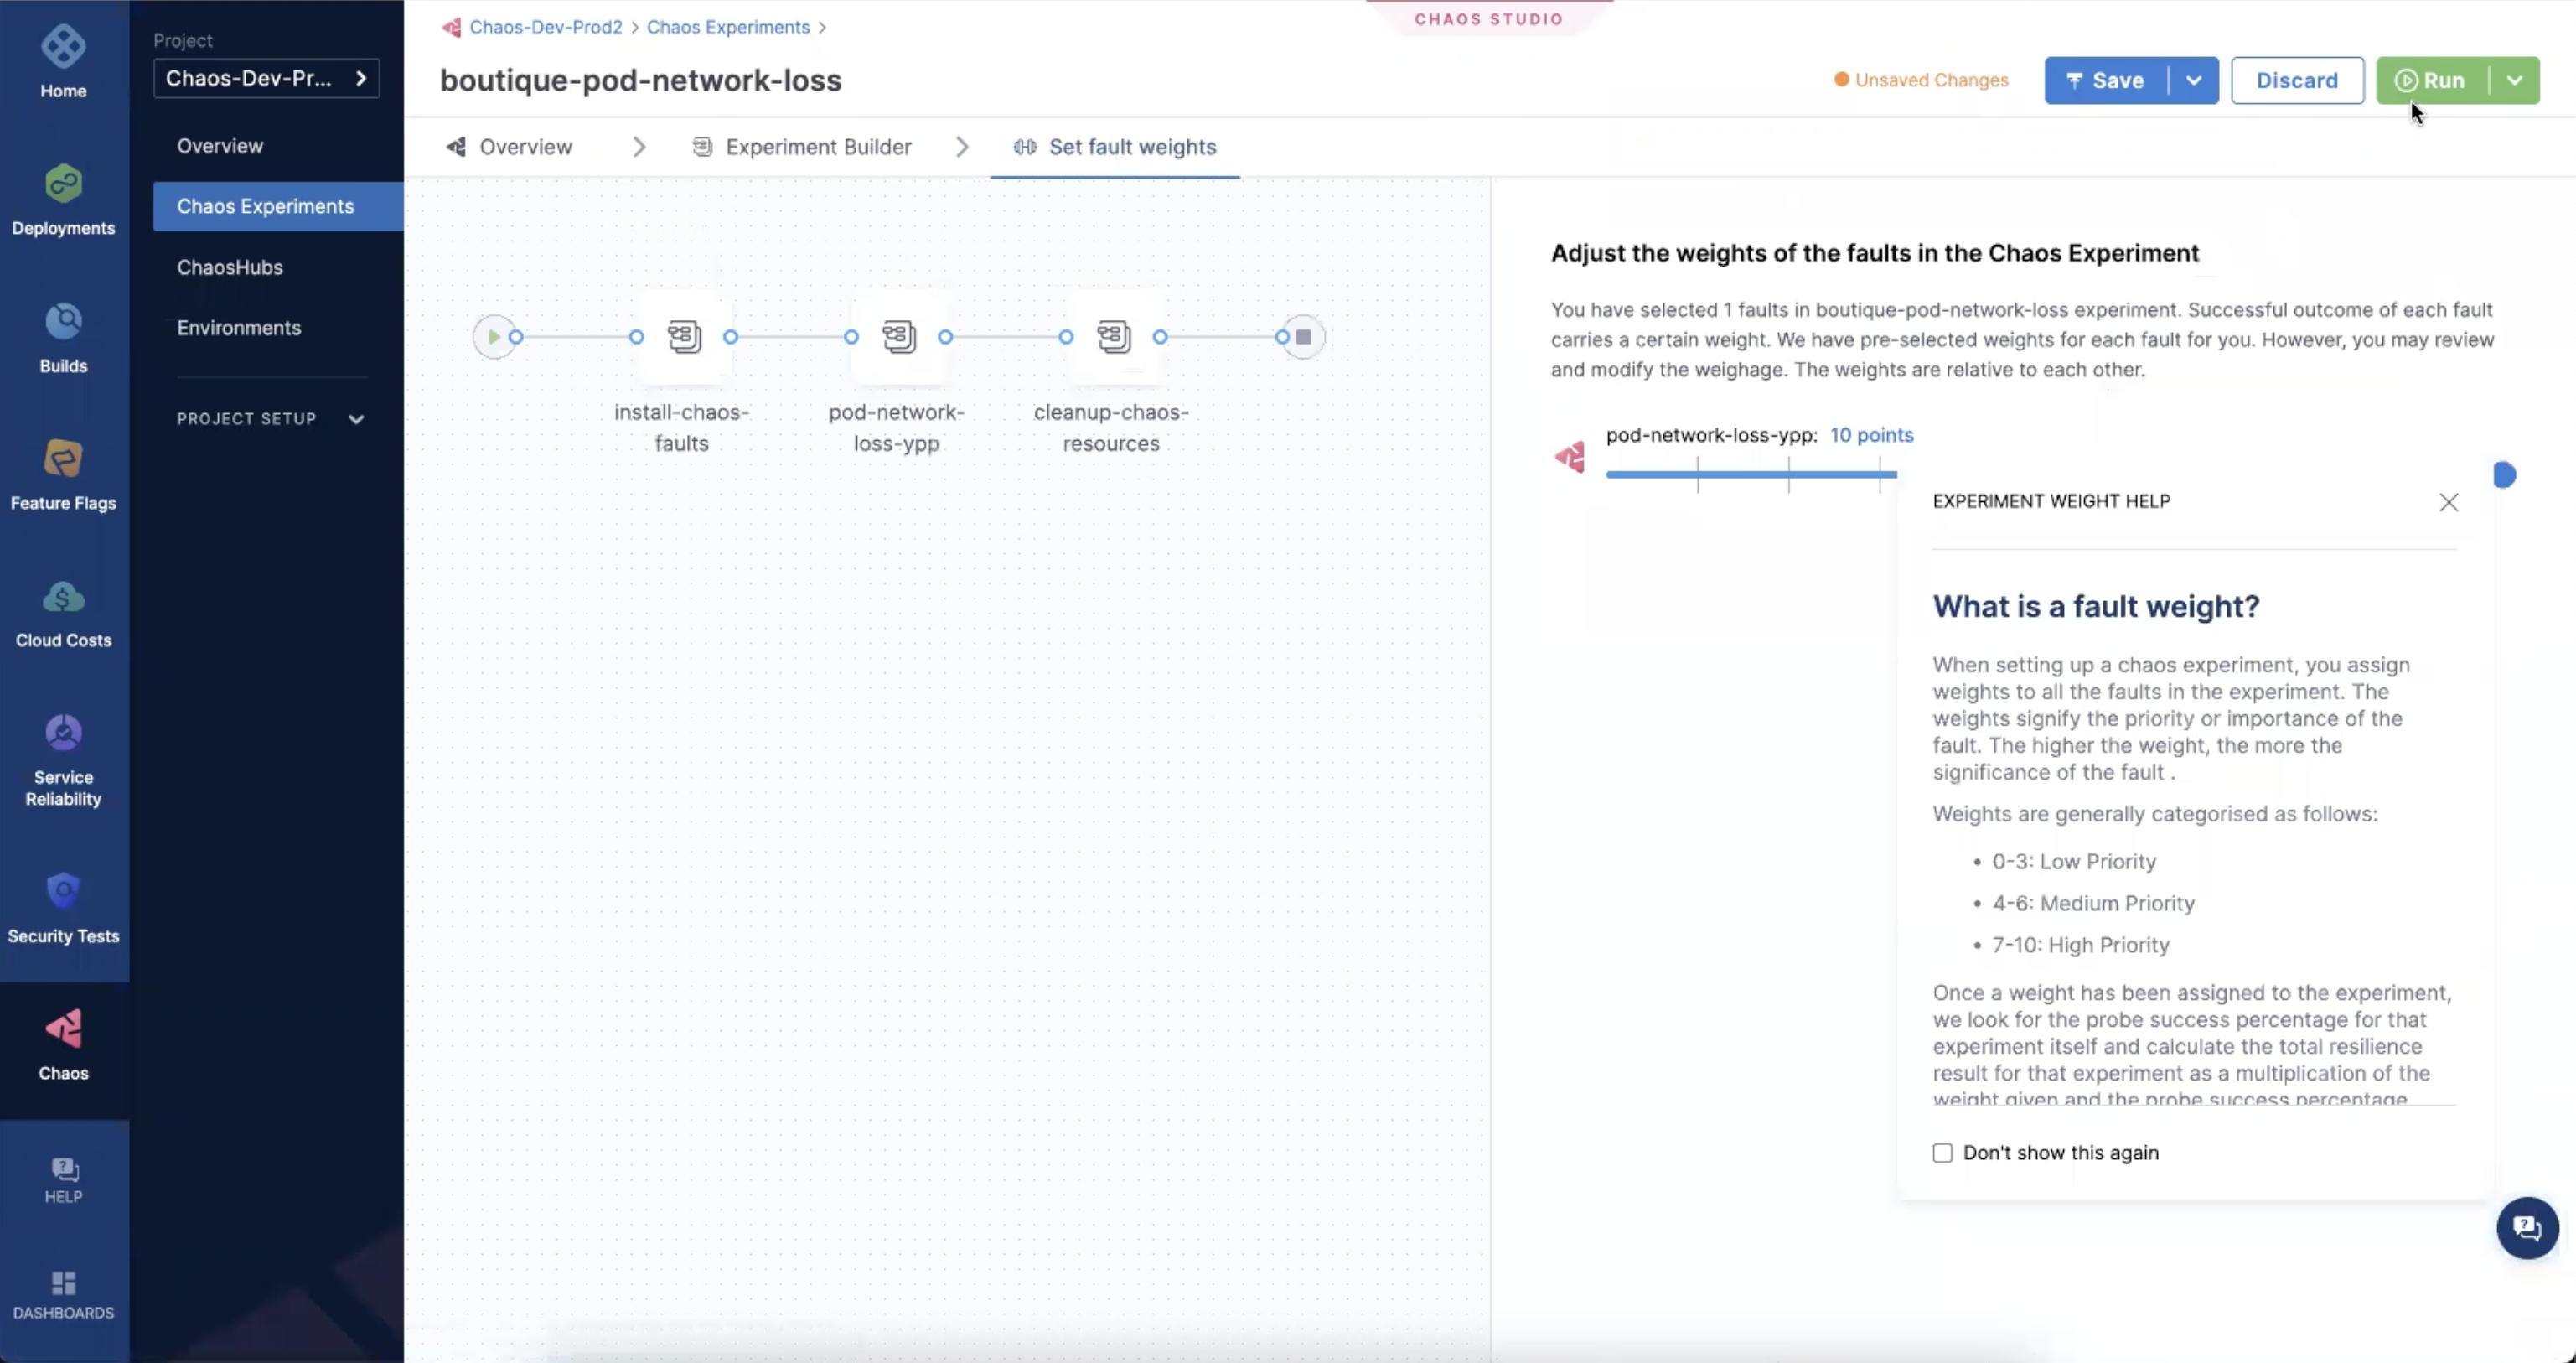 Home
Deployments
Builds
Feature Flags
Cloud Costs
Service
Reliability
Security Tests
Chaos
HELP
DASHBOARDS
Project
Chaos-Dev-Pr...
Overview
Chaos Experiments
ChaosHubs
Environments
PROJECT SETUP
Chaos-Dev-Prod2 > Chaos Experiments >
CHAOS STUDIO
boutique-pod-network-loss
Unsaved Changes
Save
Discard
Run
Overview
Experiment Builder
Set fault weights
install-chaos-
faults
pod-network-
loss-ypp
cleanup-chaos-
resources
Adjust the weights of the faults in the Chaos Experiment
You have selected 1 faults in boutique-pod-network-loss experiment. Successful outcome of each fault
carries a certain weight. We have pre-selected weights for each fault for you. However, you may review
and modify the weighage. The weights are relative to each other.
pod-network-loss-ypp: 10 points
EXPERIMENT WEIGHT HELP
What is a fault weight?
When setting up a chaos experiment, you assign
weights to all the faults in the experiment. The
weights signify the priority or importance of the
fault. The higher the weight, the more the
significance of the fault .
Weights are generally categorised as follows:
• 0-3: Low Priority
• 4-6: Medium Priority
• 7-10: High Priority
Once a weight has been assigned to the experiment,
we look for the probe success percentage for that
experiment itself and calculate the total resilience
result for that experiment as a multiplication of the
weight given and the probe success percentage
Don't show this again